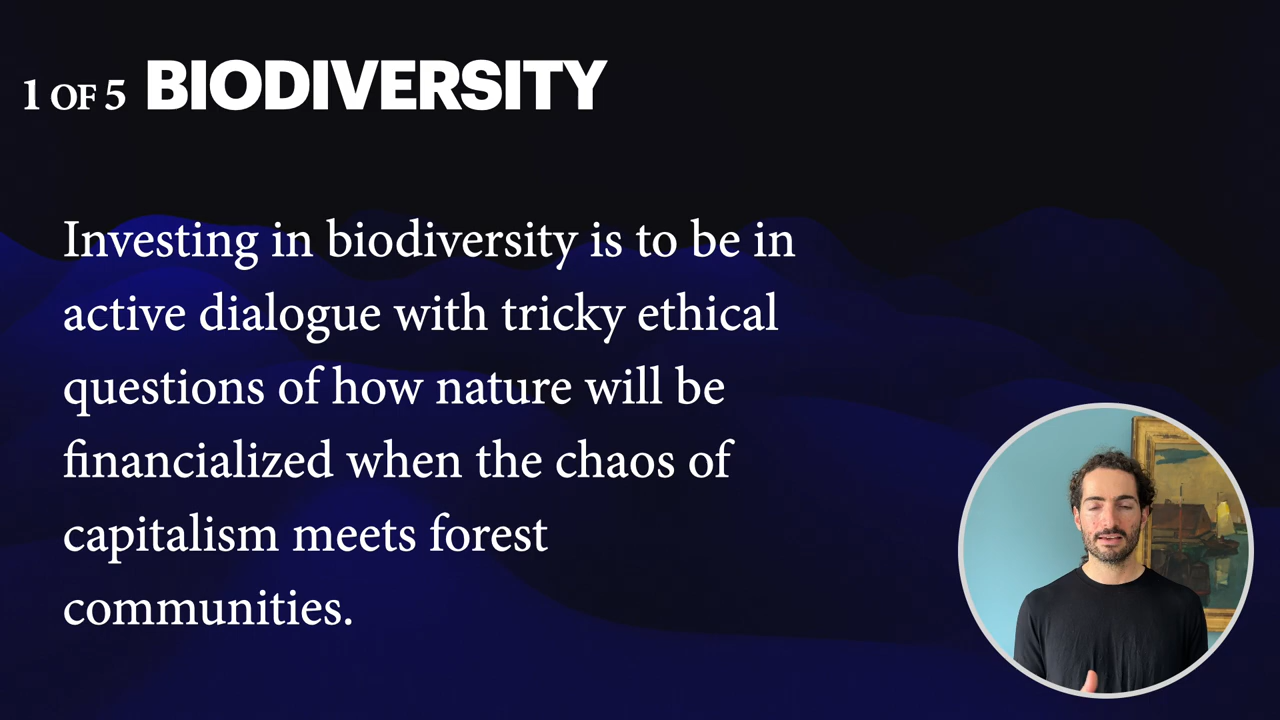 1 OF 5 BIODIVERSITY
Investing in biodiversity is to be in
active dialogue with tricky ethical
questions of how nature will be
financialized when the chaos of
capitalism meets forest
communities.